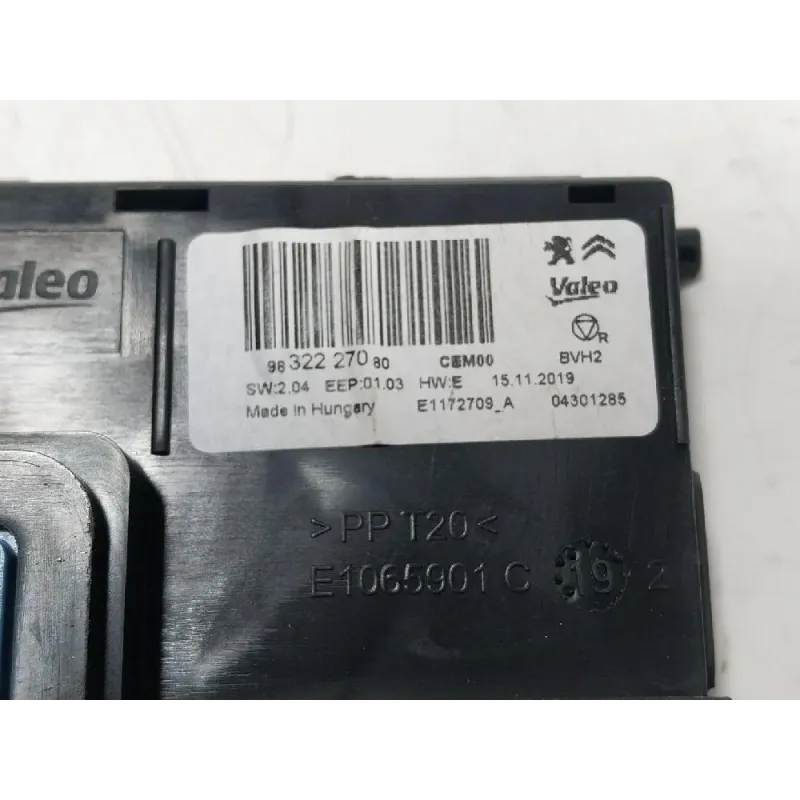 aleo
Valeo
R
98 322 270 80 CEM00 BVH2
SW:2.04 EEP:01.03 HW:E 15.11.2019
Made in Hungary E1172709_A 04301285
>PP T20<
E1065901 C 19 2